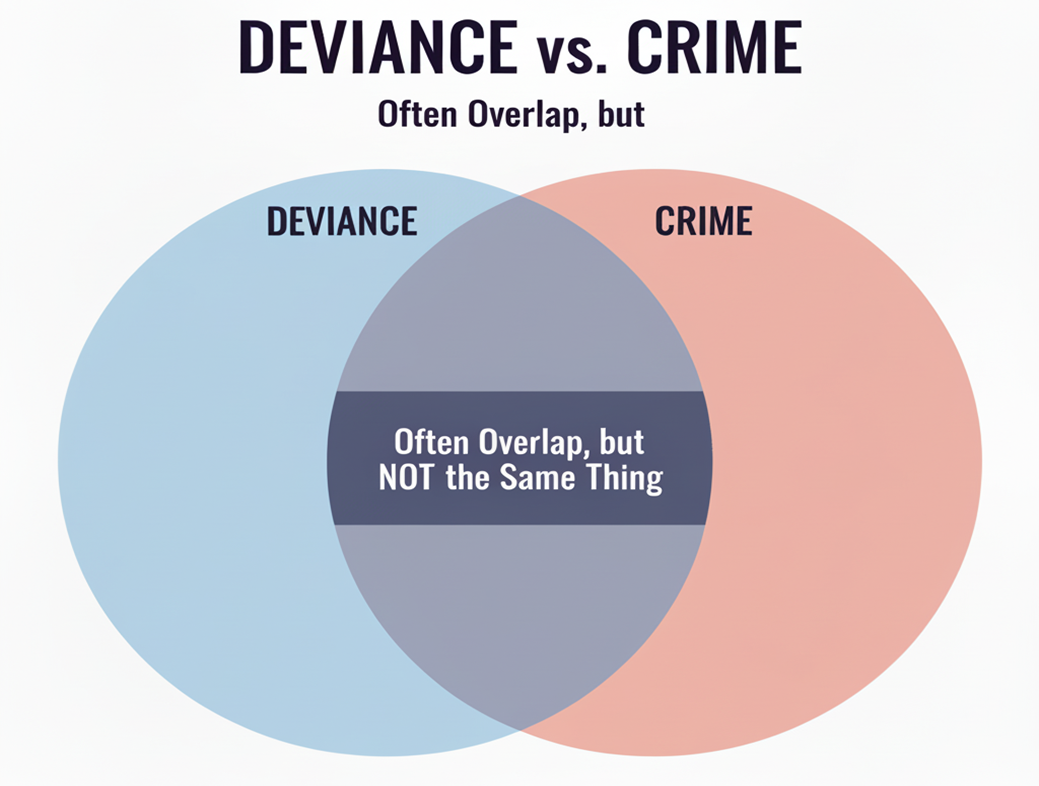 DEVIANCE vs. CRIME
Often Overlap, but
DEVIANCE
CRIME
Often Overlap, but
NOT the Same Thing